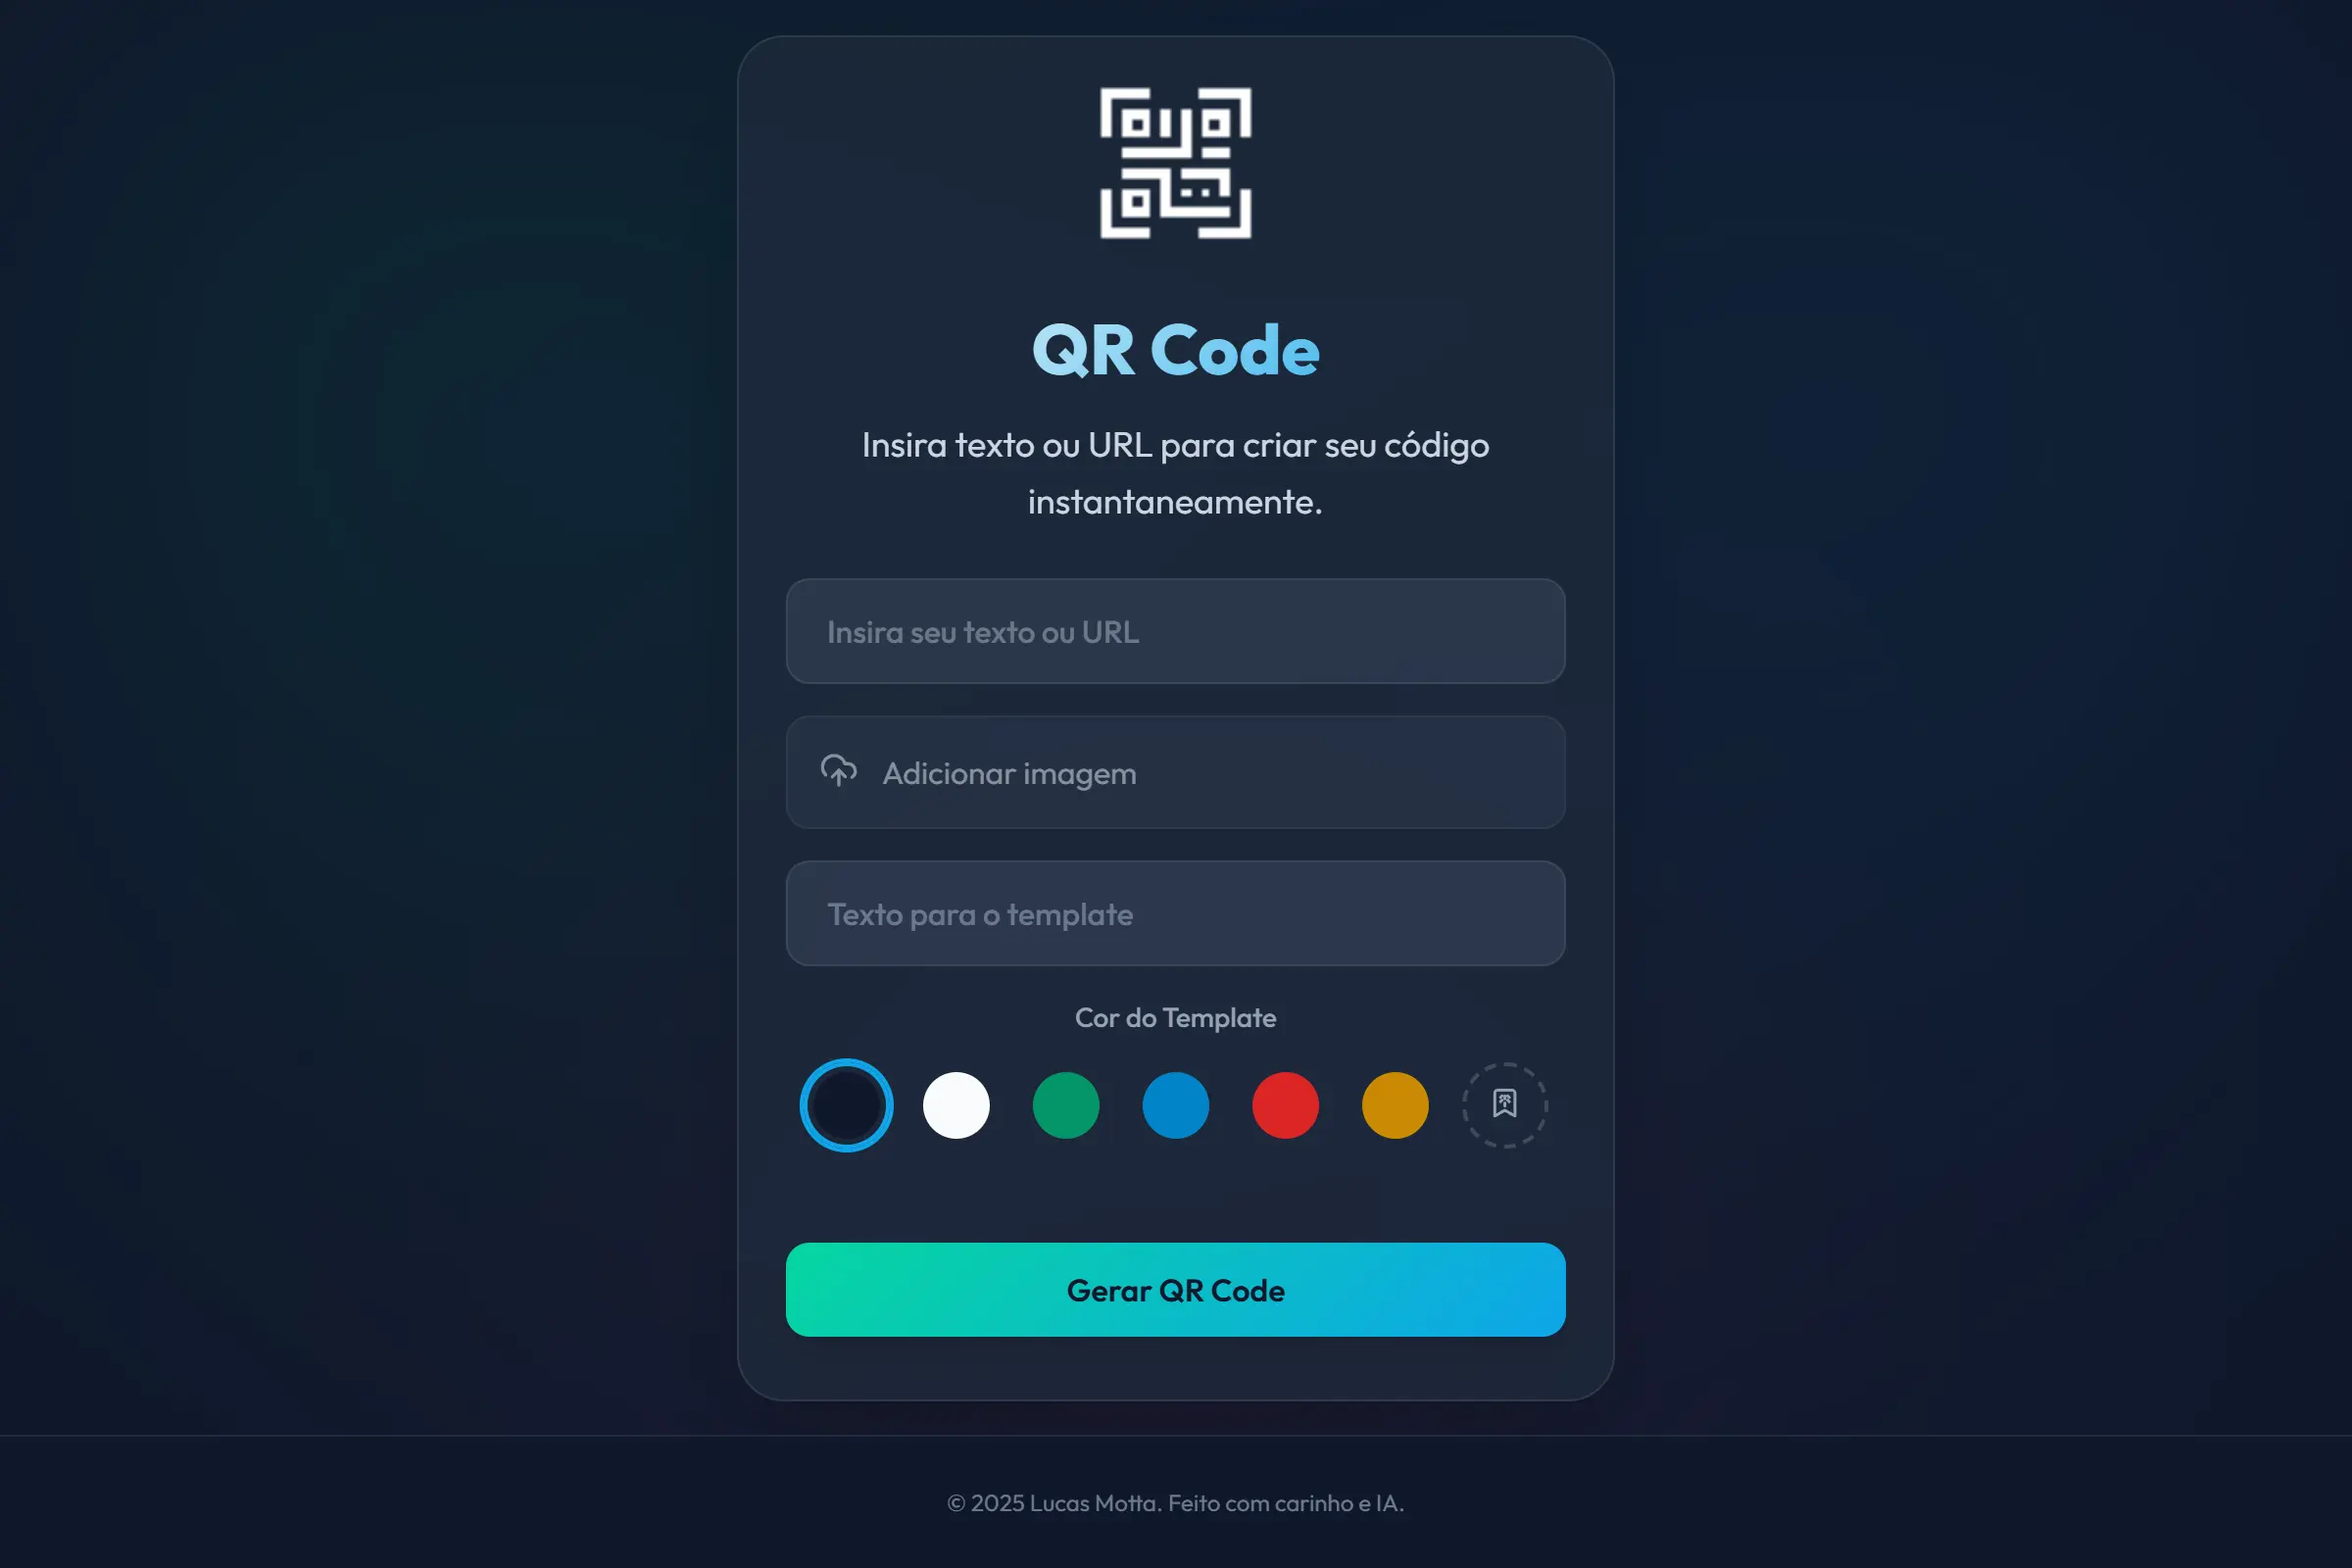 QR Code
Insira texto ou URL para criar seu código
instantaneamente.
Insira seu texto ou URL
Adicionar imagem
Texto para o template
Cor do Template
Gerar QR Code
© 2025 Lucas Motta. Feito com carinho e IA.